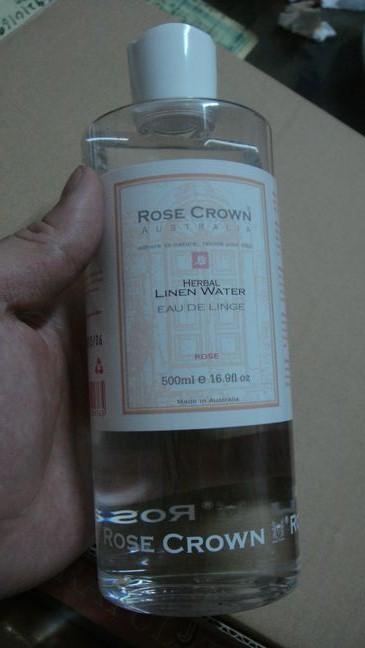 ROSE CROWN
AUSTRALIA
HERBAL
LINEN WATER
EAU DE LINGE
ROSE
500ml e 16.9fl oz
Made in Australia
ROSE CROWN